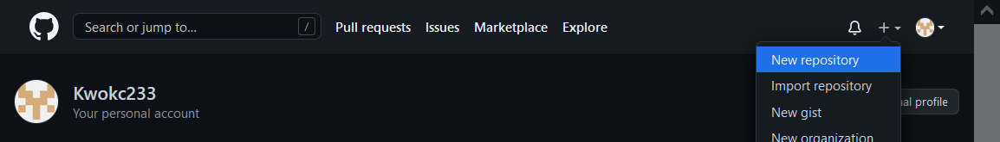 Search or jump to... /
Pull requests Issues Marketplace Explore
New repository
Import repository
New gist
New organization
Kwokc233
Your personal account
profile